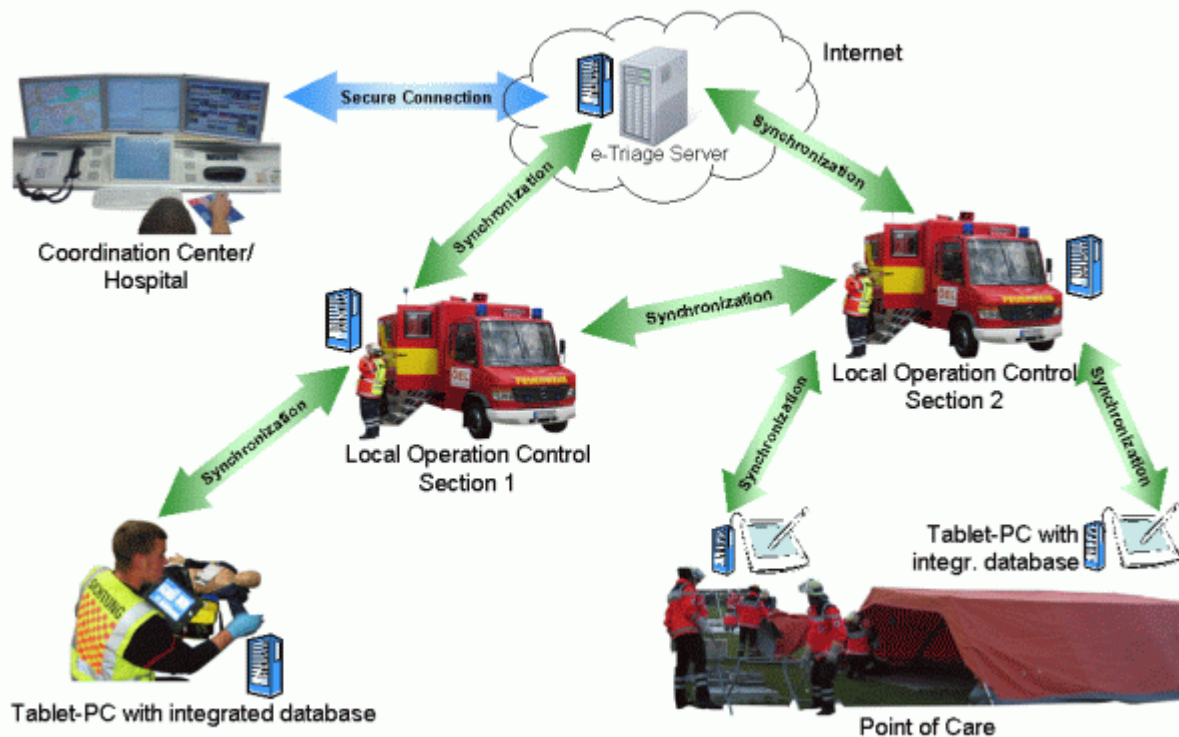 Internet
Secure Connection
e-Triage Server
Synchronization
Synchronization
Coordination Center/
Hospital
Synchronization
Local Operation Control
Section 2
Local Operation Control
Section 1
Synchronization
Synchronization
Synchronization
Tablet-PC with
integr. database
Tablet-PC with integrated database
Point of Care